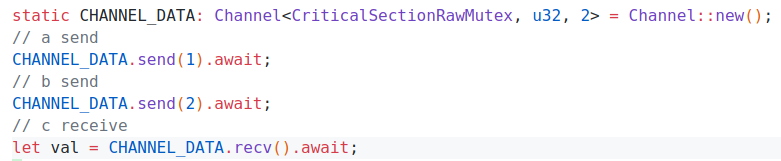 static CHANNEL_DATA: Channel<CriticalSectionRawMutex, u32, 2> = Channel::new();
// a send
CHANNEL_DATA.send(1).await;
// b send
CHANNEL_DATA.send(2).await;
// c receive
let val = CHANNEL_DATA.recv().await;